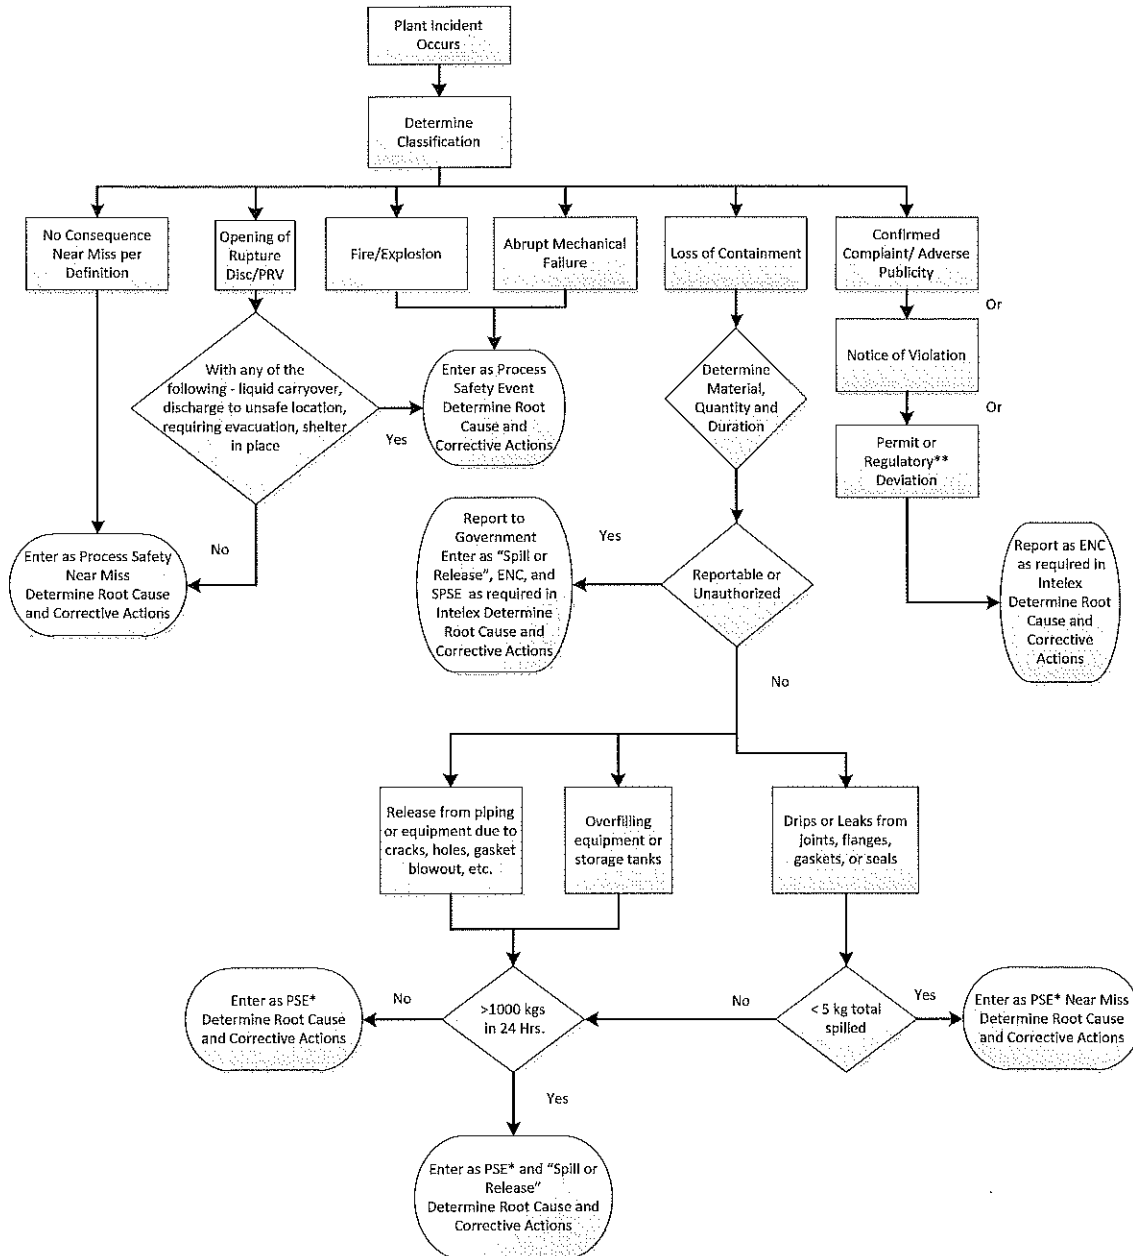 Plant Incident
Occurs
Determine
Classification
No Consequence
Near Miss per
Definition
Opening of
Rupture
Disc/PRV
Fire/Explosion
Abrupt Mechanical
Failure
Loss of Containment
Confirmed
Complaint/ Adverse
Publicity
Or
With any of the
following - liquid carryover,
discharge to unsafe location,
requiring evacuation, shelter
in place
Yes
Enter as Process
Safety Event
Determine Root
Cause and
Corrective Actions
Determine
Material,
Quantity and
Duration
Notice of Violation
Or
Permit or
Regulatory**
Deviation
No
Enter as Process Safety
Near Miss
Determine Root Cause
and Corrective Actions
Report to
Government
Enter as "Spill or
Release", ENC, and
SPSE as required in
Intelex Determine
Root Cause and
Corrective Actions
Yes
Reportable or
Unauthorized
Report as ENC
as required in
Intelex
Determine Root
Cause and
Corrective
Actions
No
Release from piping
or equipment due to
cracks, holes, gasket
blowout, etc.
Overfilling
equipment or
storage tanks
Drips or Leaks from
joints, flanges,
gaskets, or seals
Enter as PSE*
Determine Root Cause
and Corrective Actions
No
>1000 kgs
in 24 Hrs.
No
< 5 kg total
spilled
Yes
Enter as PSE* Near Miss
Determine Root Cause
and Corrective Actions
Yes
Enter as PSE* and "Spill or
Release"
Determine Root Cause and
Corrective Actions